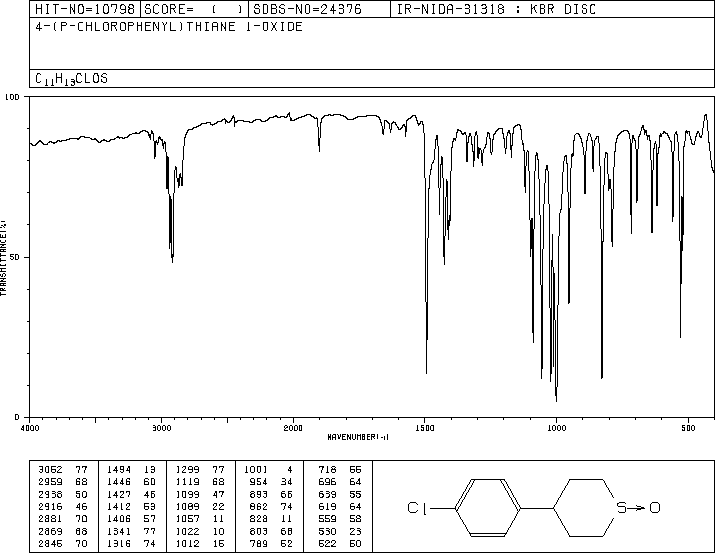 HIT-NO=10798 SCORE= ( ) SDBS-NO=24376 IR-NIDA-31318 : KBR DISC
4-(P-CHLOROPHENYL)THIANE 1-OXIDE
C11H13CLOS
100
50
0
TRANSMITTANCE(%)
4000 3000 2000 1500 1000 500
WAVENUMBER(-1)
3052 77 1494 13 1299 77 1001 4 718 55
2959 68 1446 60 1119 68 954 34 696 64
2938 50 1427 46 1099 47 893 66 639 55
2916 46 1412 53 1089 22 862 74 619 64
2881 70 1406 57 1057 11 828 11 559 58
2869 68 1341 77 1022 10 803 68 530 23
2845 70 1316 74 1012 15 789 52 522 50
Cl S O